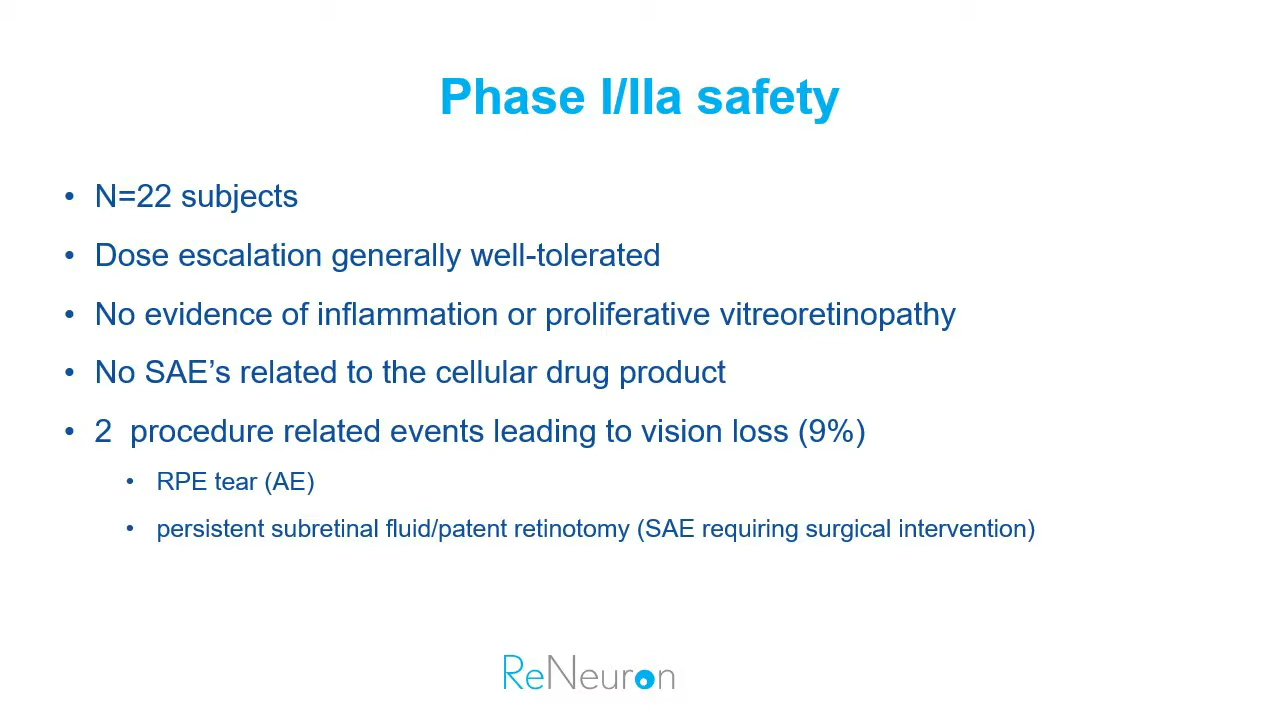 Phase I/IIa safety
• N=22 subjects
• Dose escalation generally well-tolerated
• No evidence of inflammation or proliferative vitreoretinopathy
• No SAE’s related to the cellular drug product
• 2  procedure related events leading to vision loss (9%)
• RPE tear (AE)
• persistent subretinal fluid/patent retinotomy (SAE requiring surgical intervention)
ReNeuron